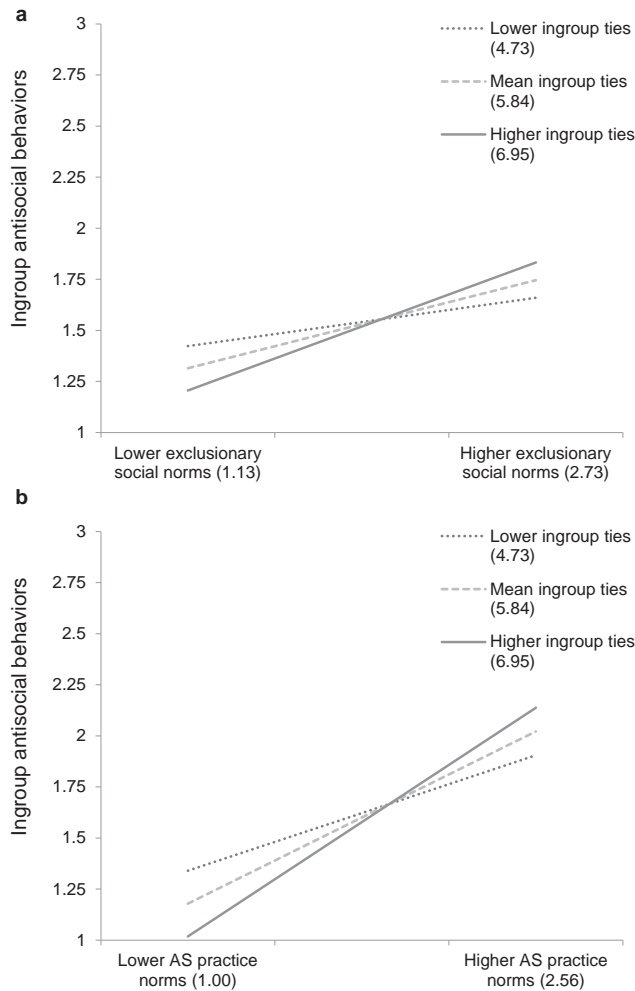 a
3
2.75
2.5
2.25
2
1.75
1.5
1.25
1
Ingroup antisocial behaviors
Lower ingroup ties
(4.73)
Mean ingroup ties
(5.84)
Higher ingroup ties
(6.95)
Lower exclusionary
social norms (1.13)
Higher exclusionary
social norms (2.73)
b
3
2.75
2.5
2.25
2
1.75
1.5
1.25
1
Ingroup antisocial behaviors
Lower ingroup ties
(4.73)
Mean ingroup ties
(5.84)
Higher ingroup ties
(6.95)
Lower AS practice
norms (1.00)
Higher AS practice
norms (2.56)